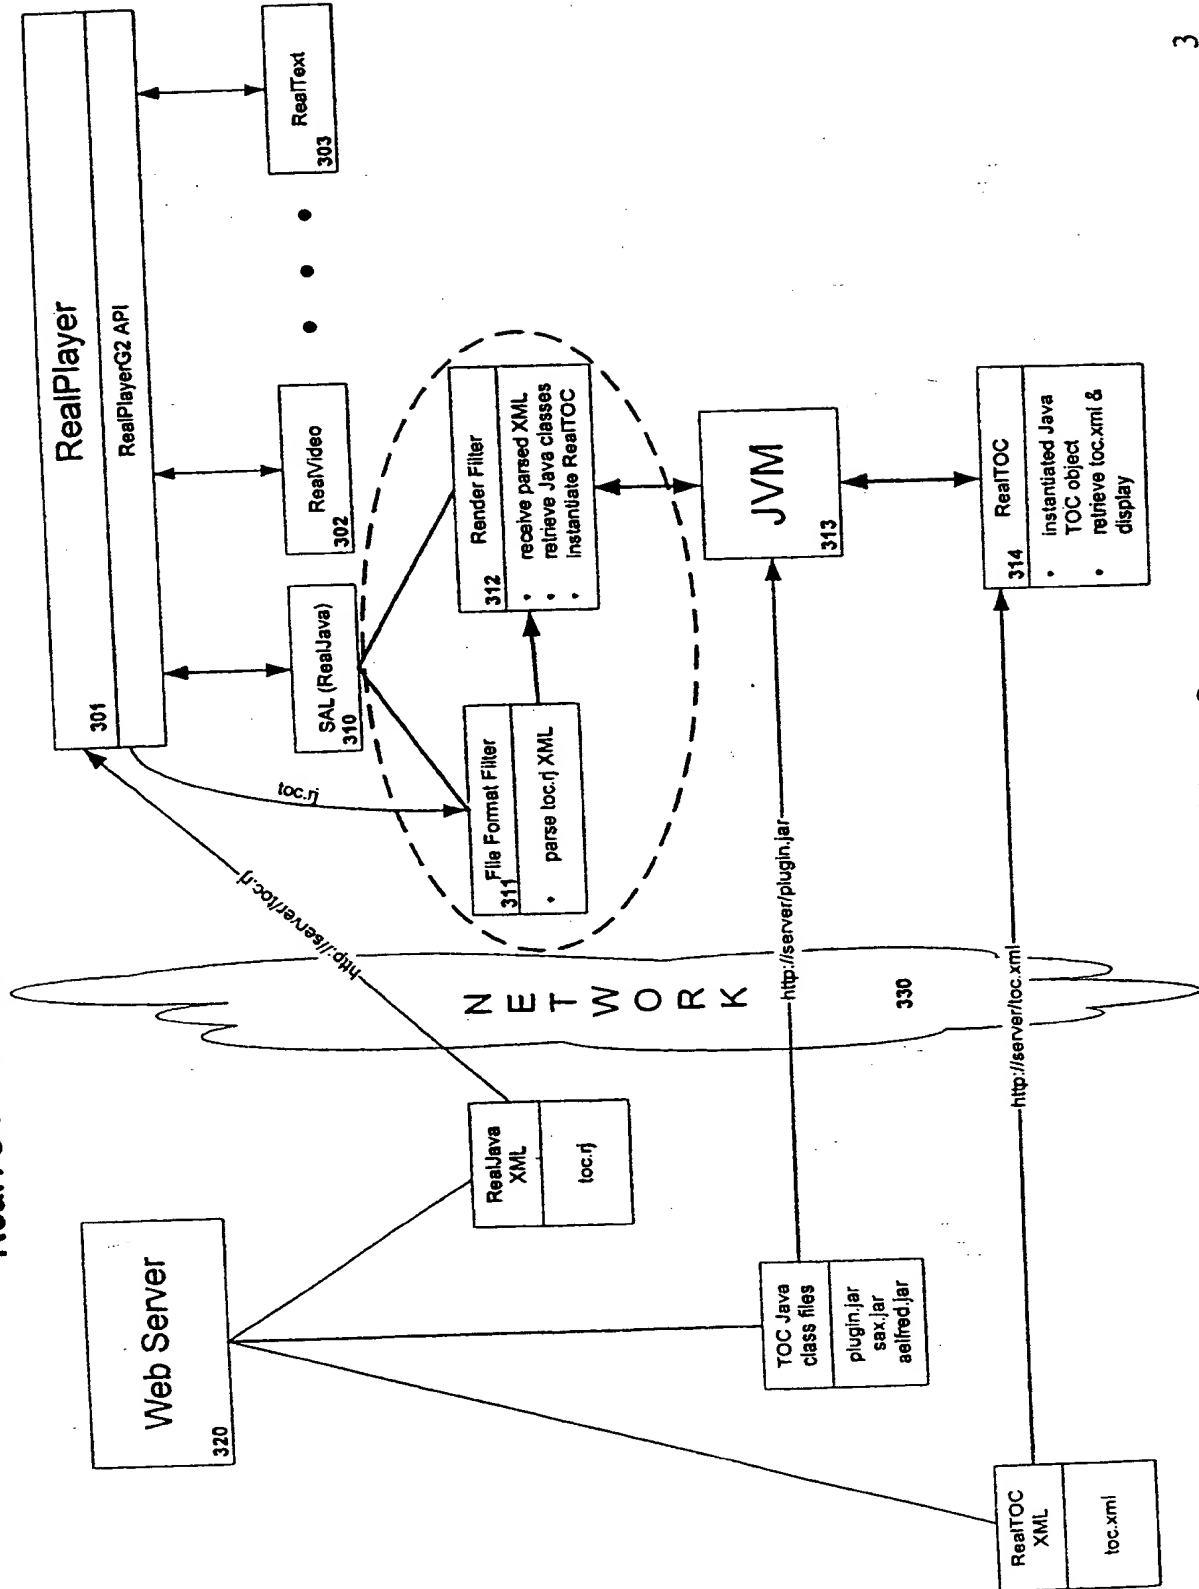 Web Server
320
RealJava
XML
toc.rj
TOC Java
class files
plugin.jar
sax.jar
aelfred.jar
RealTOC
XML
toc.xml
N
E
T
W
O
R
K
330
http://server/toc.rj
http://server/plugin.jar
http://server/toc.xml
RealPlayer
301
RealPlayerG2 API
toc.rj
SAL (RealJava)
310
RealVideo
302
RealText
303
File Format Filter
311
• parse toc.rj XML
Render Filter
312
• receive parsed XML
• retrieve Java classes
• instantiate RealTOC
JVM
313
RealTOC
314
• instantiated Java
TOC object
• retrieve toc.xml &
display
3